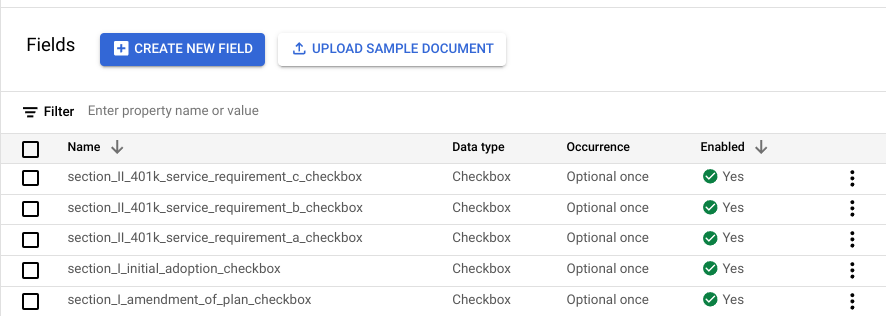 Fields CREATE NEW FIELD UPLOAD SAMPLE DOCUMENT
Filter Enter property name or value
Name Data type Occurrence Enabled
section_II_401k_service_requirement_c_checkbox Checkbox Optional once Yes
section_II_401k_service_requirement_b_checkbox Checkbox Optional once Yes
section_II_401k_service_requirement_a_checkbox Checkbox Optional once Yes
section_I_initial_adoption_checkbox Checkbox Optional once Yes
section_I_amendment_of_plan_checkbox Checkbox Optional once Yes